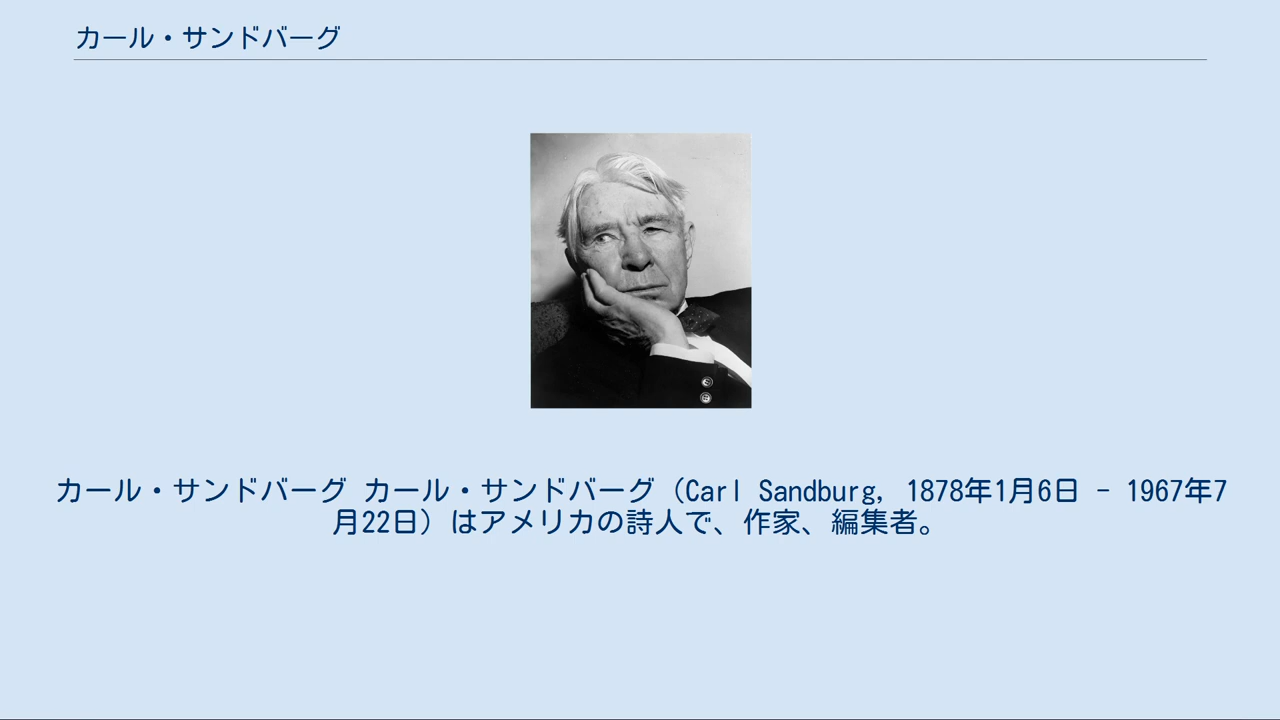 カール・サンドバーグ
カール・サンドバーグ カール・サンドバーグ（Carl Sandburg, 1878年1月6日 - 1967年7
月22日）はアメリカの詩人で、作家、編集者。